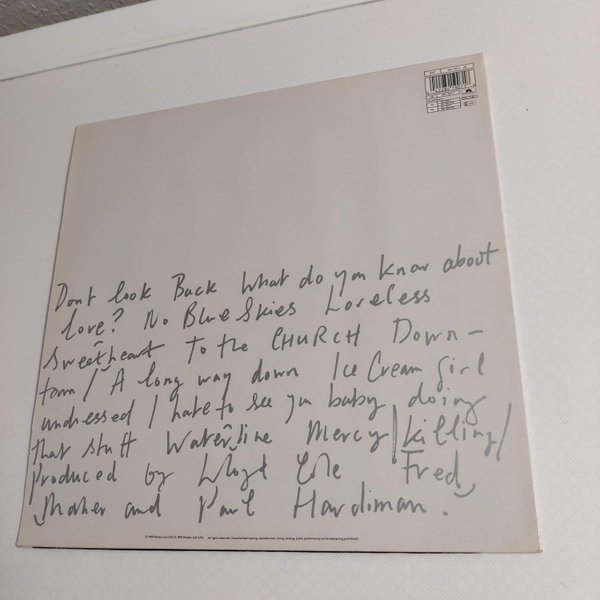 Dont look Back What do you know about
love? No Blue Skies Loveless
Sweetheart To the CHURCH Down-
town / A long way down Ice Cream girl
undressed / hate to see you baby doing
that stuff Waterline Mercy / killing /
Produced by Lloyd Cole Fred
Maher and Paul Hardiman.